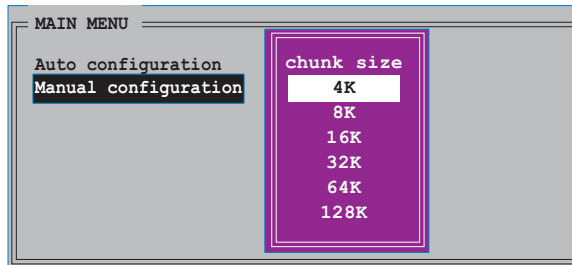 MAIN MENU
Auto configuration
Manual configuration
chunk size
4K
8K
16K
32K
64K
128K